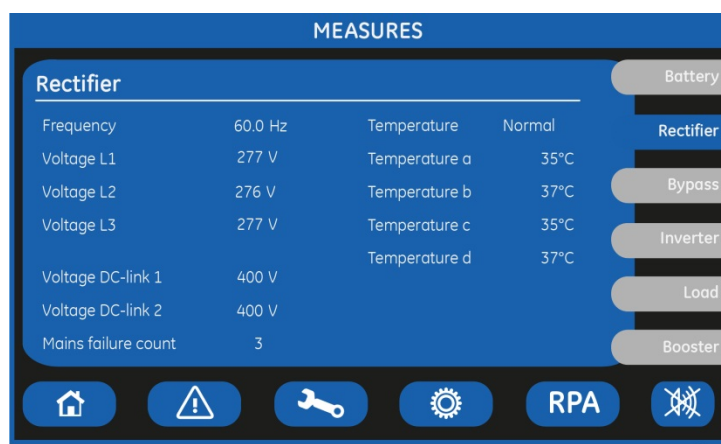 MEASURES
Rectifier
Frequency 60.0 Hz Temperature Normal
Voltage L1 277 V Temperature a 35°C
Voltage L2 276 V Temperature b 37°C
Voltage L3 277 V Temperature c 35°C
Temperature d 37°C
Voltage DC-link 1 400 V
Voltage DC-link 2 400 V
Mains failure count 3
Battery
Rectifier
Bypass
Inverter
Load
Booster
RPA